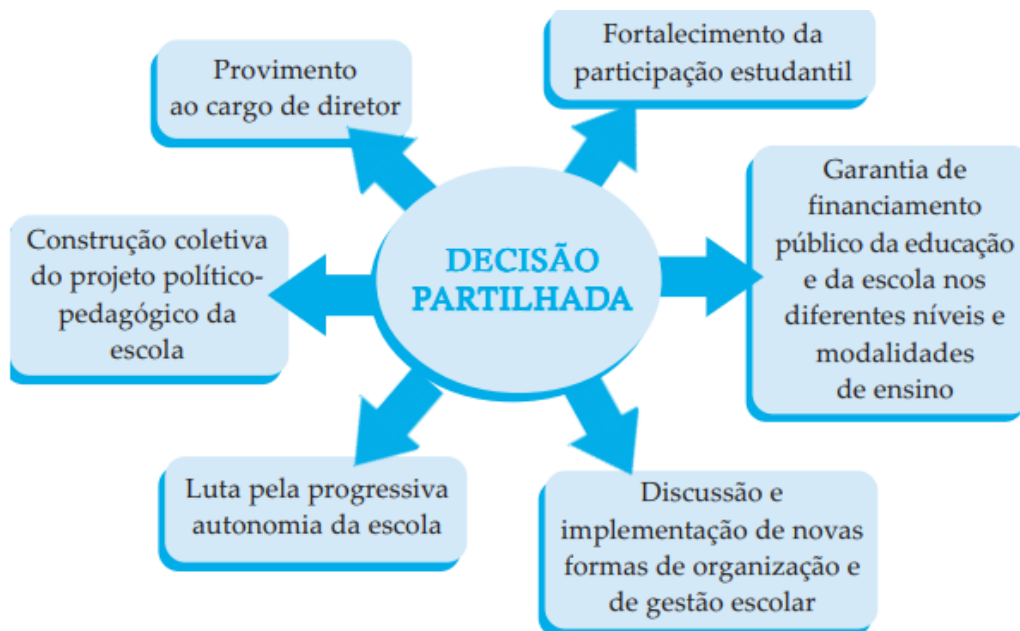 Provimento
ao cargo de diretor
Fortalecimento da
participação estudantil
Garantia de
financiamento
público da educação
e da escola nos
diferentes níveis e
modalidades
de ensino
DECISÃO
PARTILHADA
Construção coletiva
do projeto político-
pedagógico da
escola
Luta pela progressiva
autonomia da escola
Discussão e
implementação de novas
formas de organização e
de gestão escolar